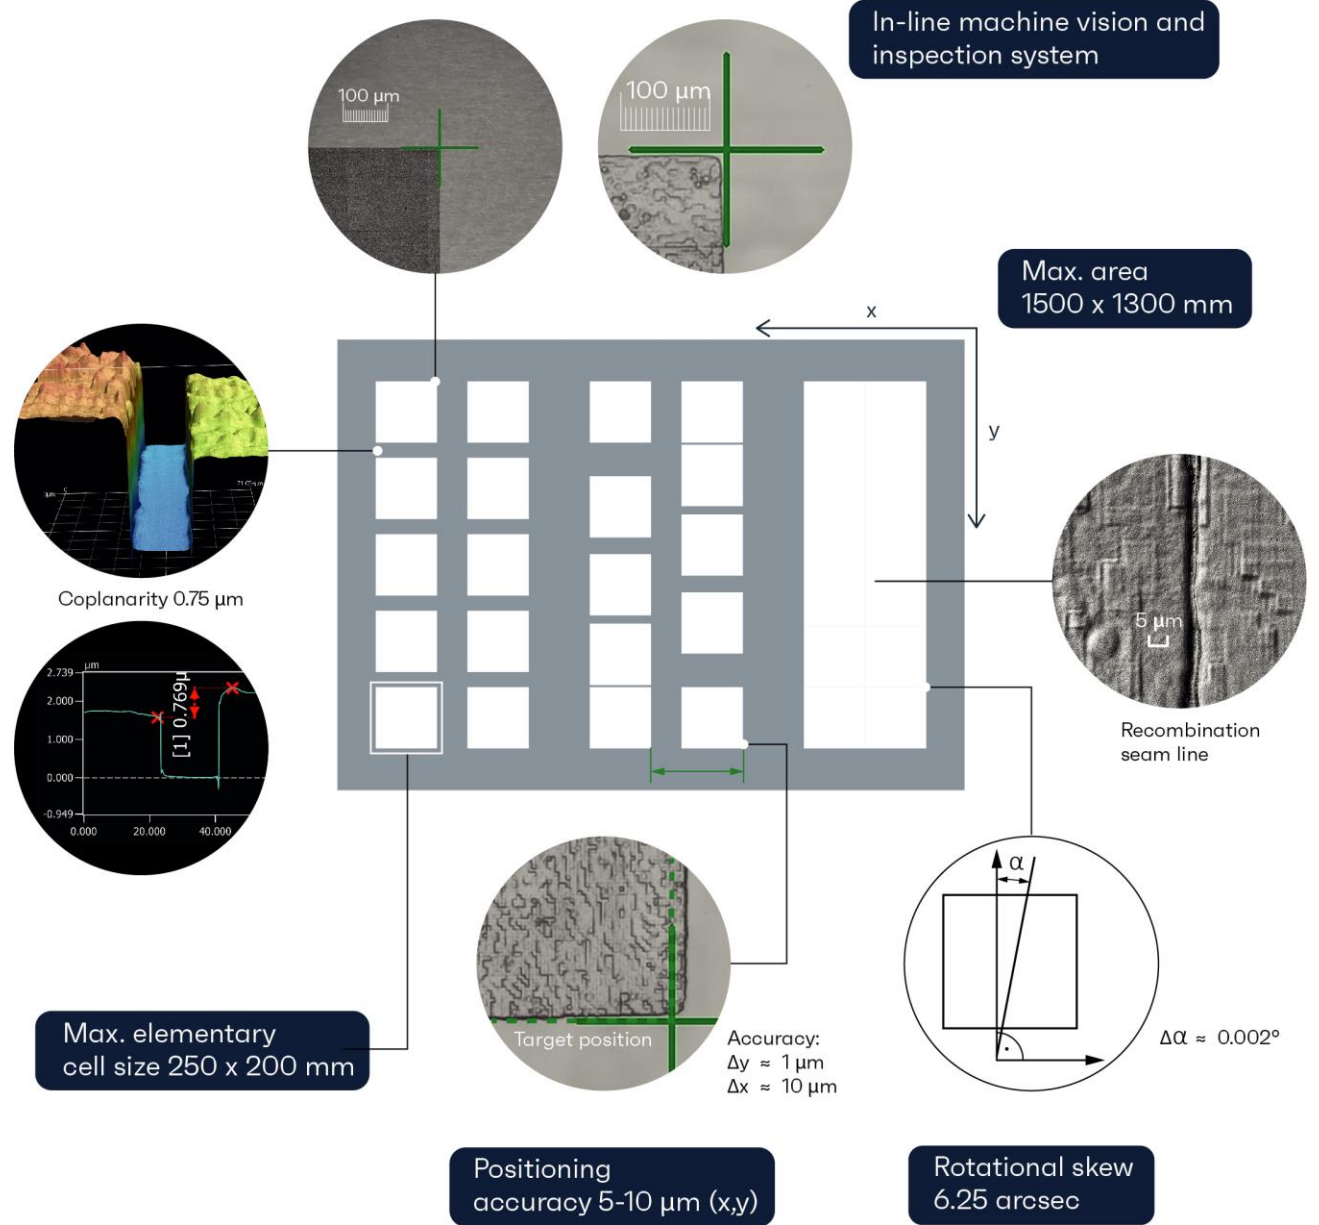 In-line machine vision and
inspection system
100 μm
100 μm
Max. area
1500 x 1300 mm
x
y
Coplanarity 0.75 μm
5 μm
Recombination
seam line
μm
2.739
2.000
1.000
0.000
-0.949
0.000
20.000
40.000
[1] 0.769μ
α
Δα ≈ 0.002°
Target position
Accuracy:
Δy ≈ 1 μm
Δx ≈ 10 μm
Max. elementary
cell size 250 x 200 mm
Positioning
accuracy 5-10 μm (x,y)
Rotational skew
6.25 arcsec